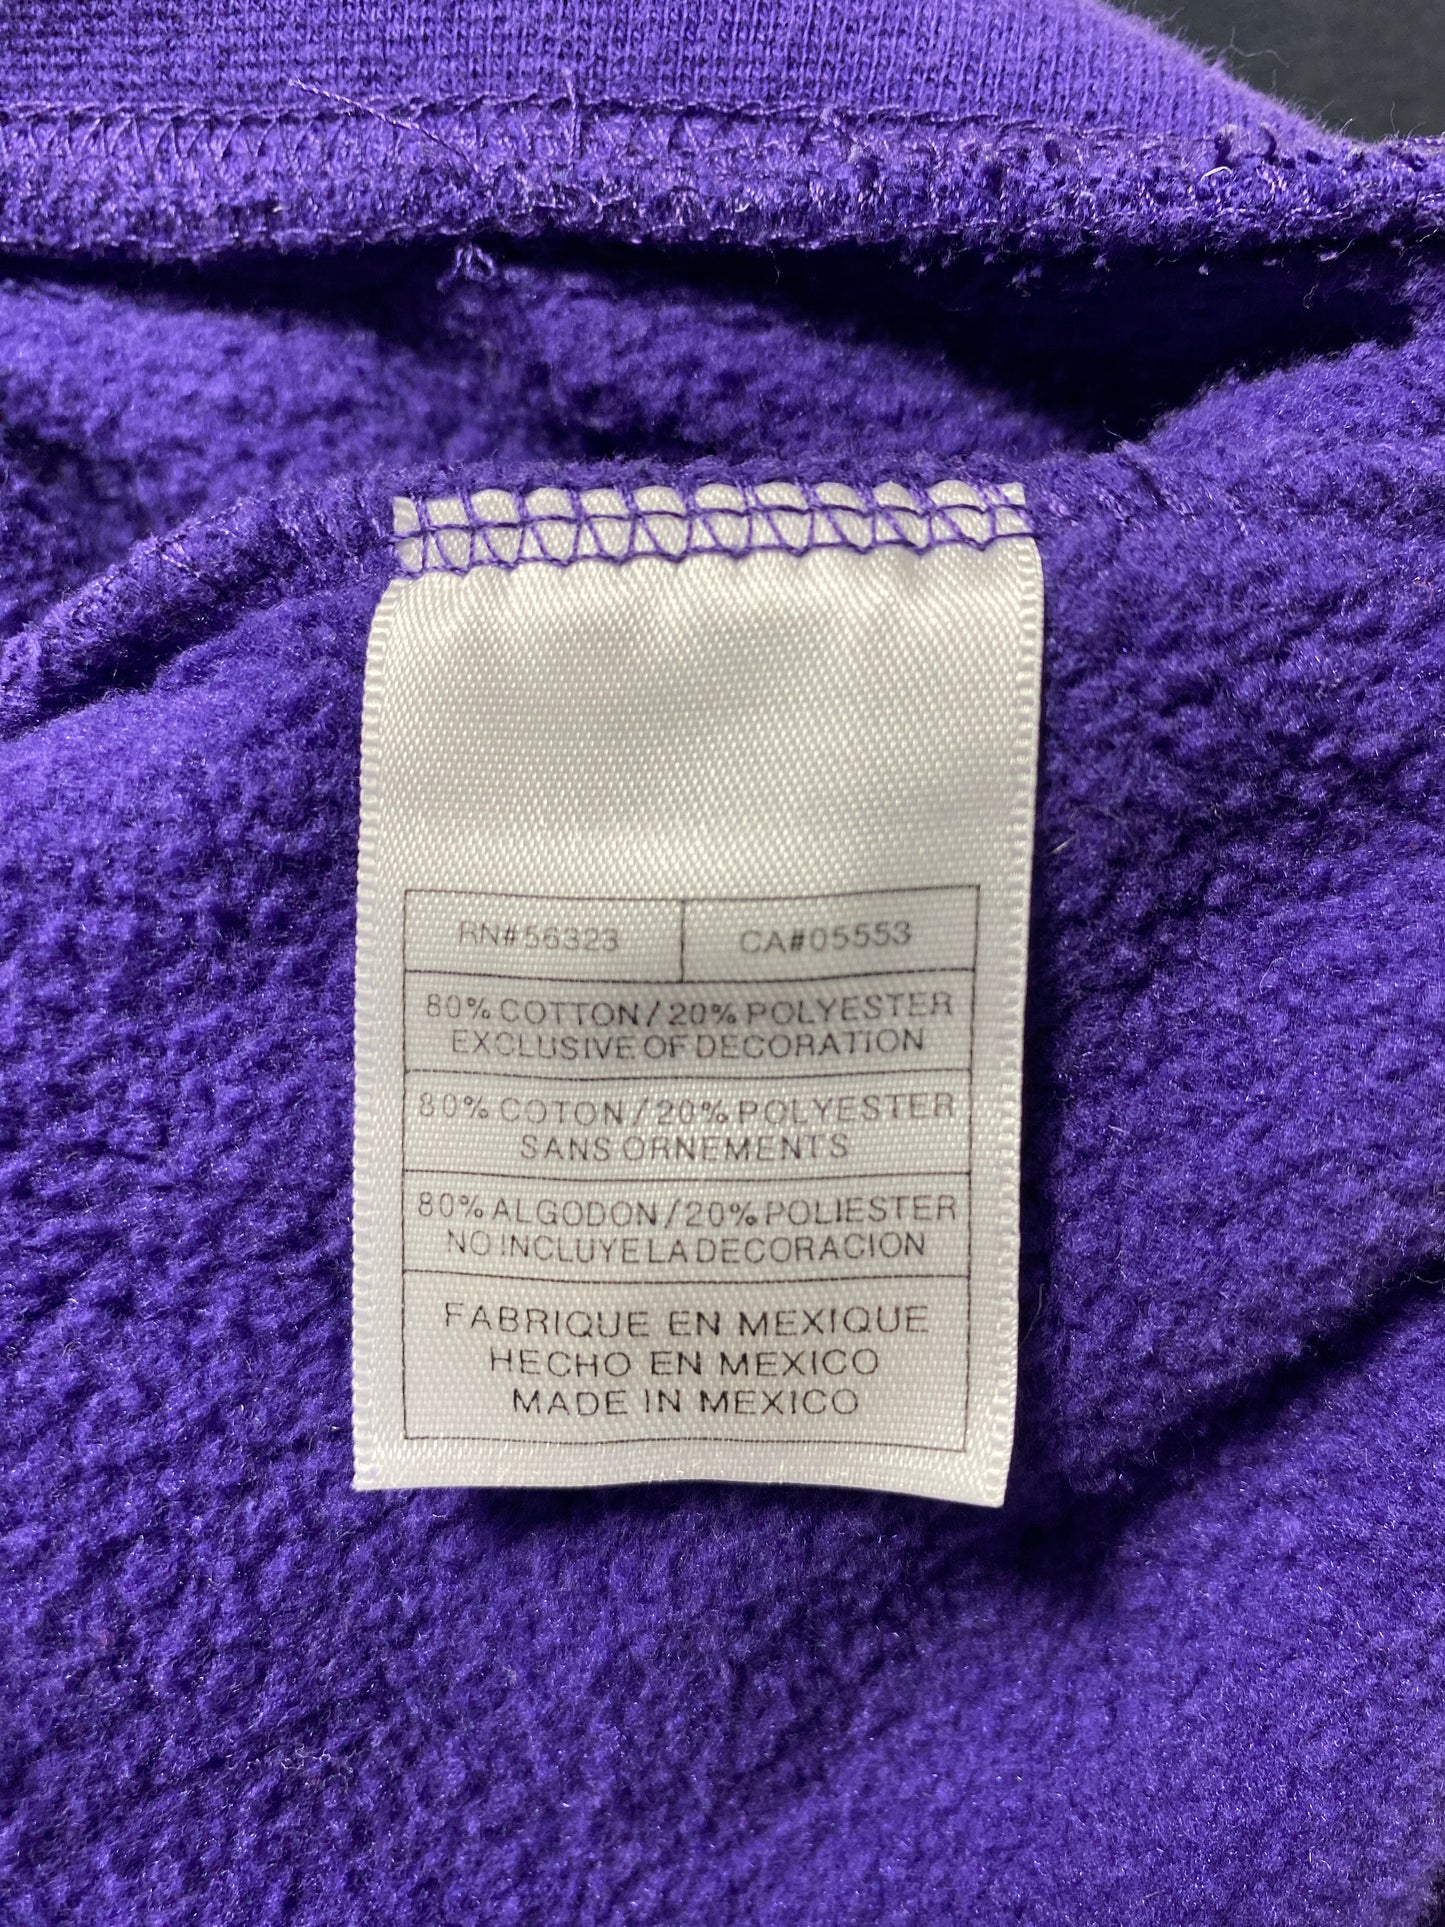 RN#56323 CA#05553
80% COTTON/20% POLYESTER
EXCLUSIVE OF DECORATION
80% COTON/20% POLYESTER
SANS ORNEMENTS
80% ALGODON/20% POLIESTER
NO INCLUYE LA DECORACION
FABRIQUE EN MEXIQUE
HECHO EN MEXICO
MADE IN MEXICO